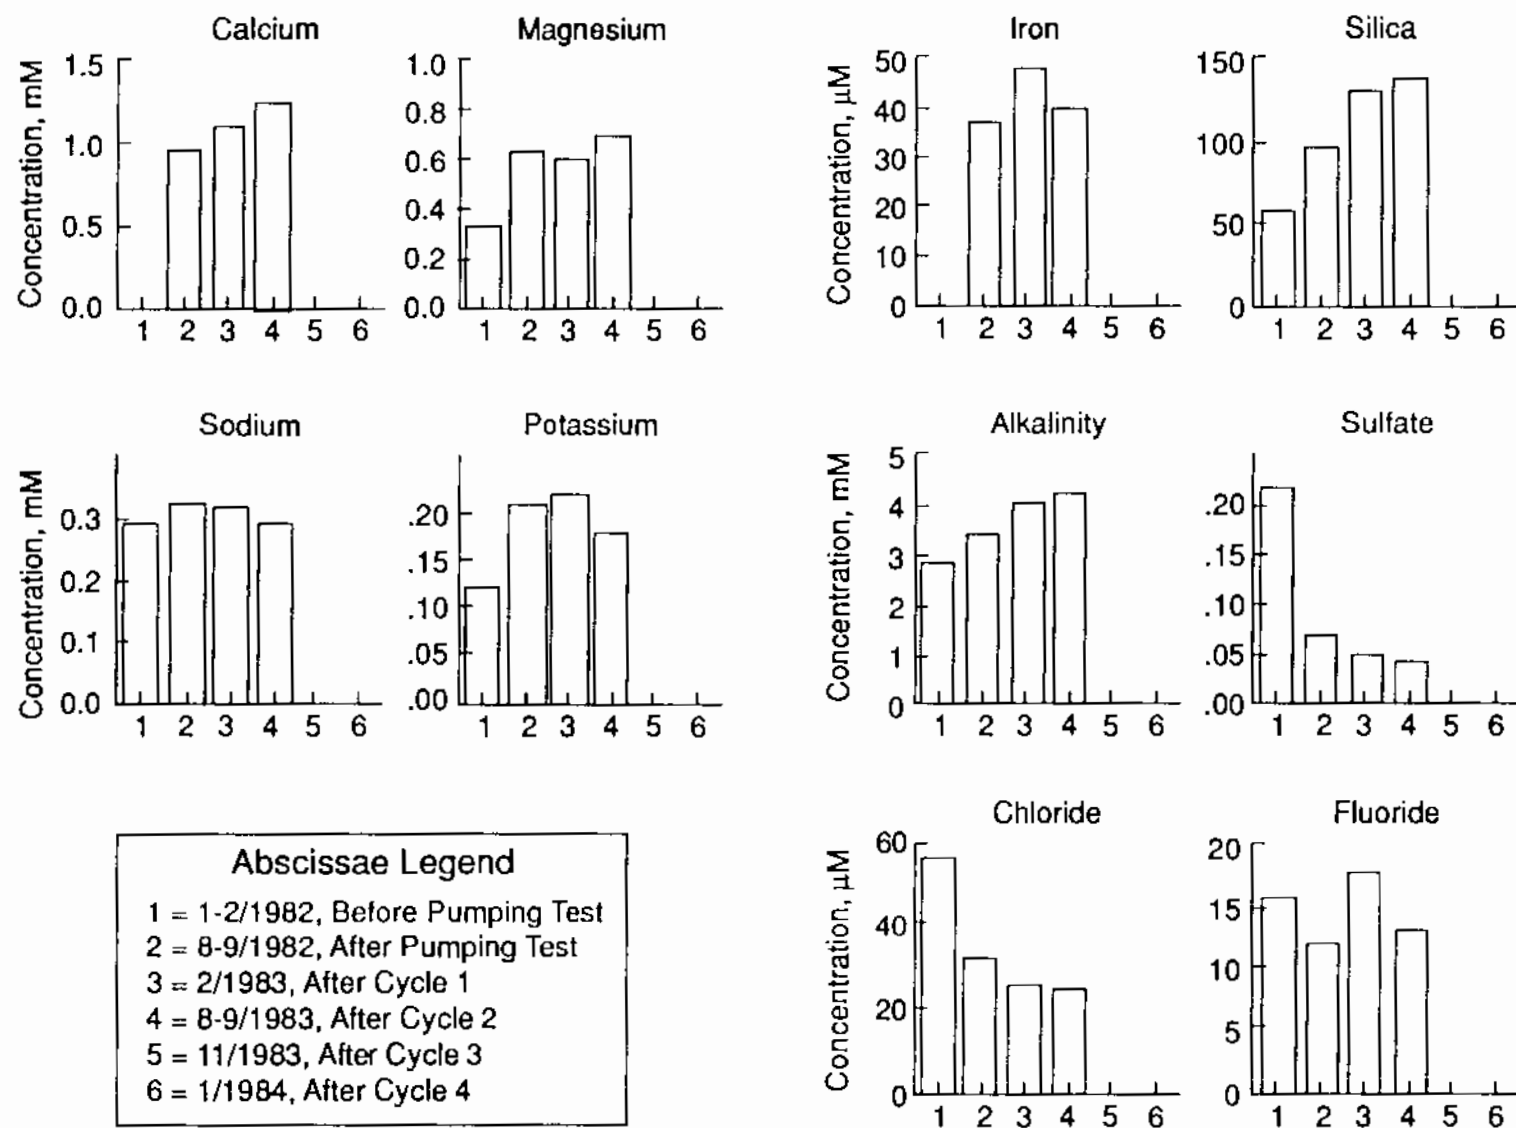 Calcium
Magnesium
Iron
Silica
Concentration, mM
1.5
1.0
0.5
0.0
1 2 3 4 5 6
1.0
0.8
0.6
0.4
0.2
0.0
1 2 3 4 5 6
Concentration, μM
50
40
30
20
10
0
1 2 3 4 5 6
150
100
50
0
1 2 3 4 5 6
Sodium
Potassium
Alkalinity
Sulfate
Concentration, mM
0.3
0.2
0.1
0.0
1 2 3 4 5 6
.20
.15
.10
.05
.00
1 2 3 4 5 6
Concentration, mM
5
4
3
2
1
0
1 2 3 4 5 6
.20
.15
.10
.05
.00
1 2 3 4 5 6
Abscissae Legend
1 = 1-2/1982, Before Pumping Test
2 = 8-9/1982, After Pumping Test
3 = 2/1983, After Cycle 1
4 = 8-9/1983, After Cycle 2
5 = 11/1983, After Cycle 3
6 = 1/1984, After Cycle 4
Chloride
Fluoride
Concentration, μM
60
40
20
0
1 2 3 4 5 6
20
15
10
5
0
1 2 3 4 5 6